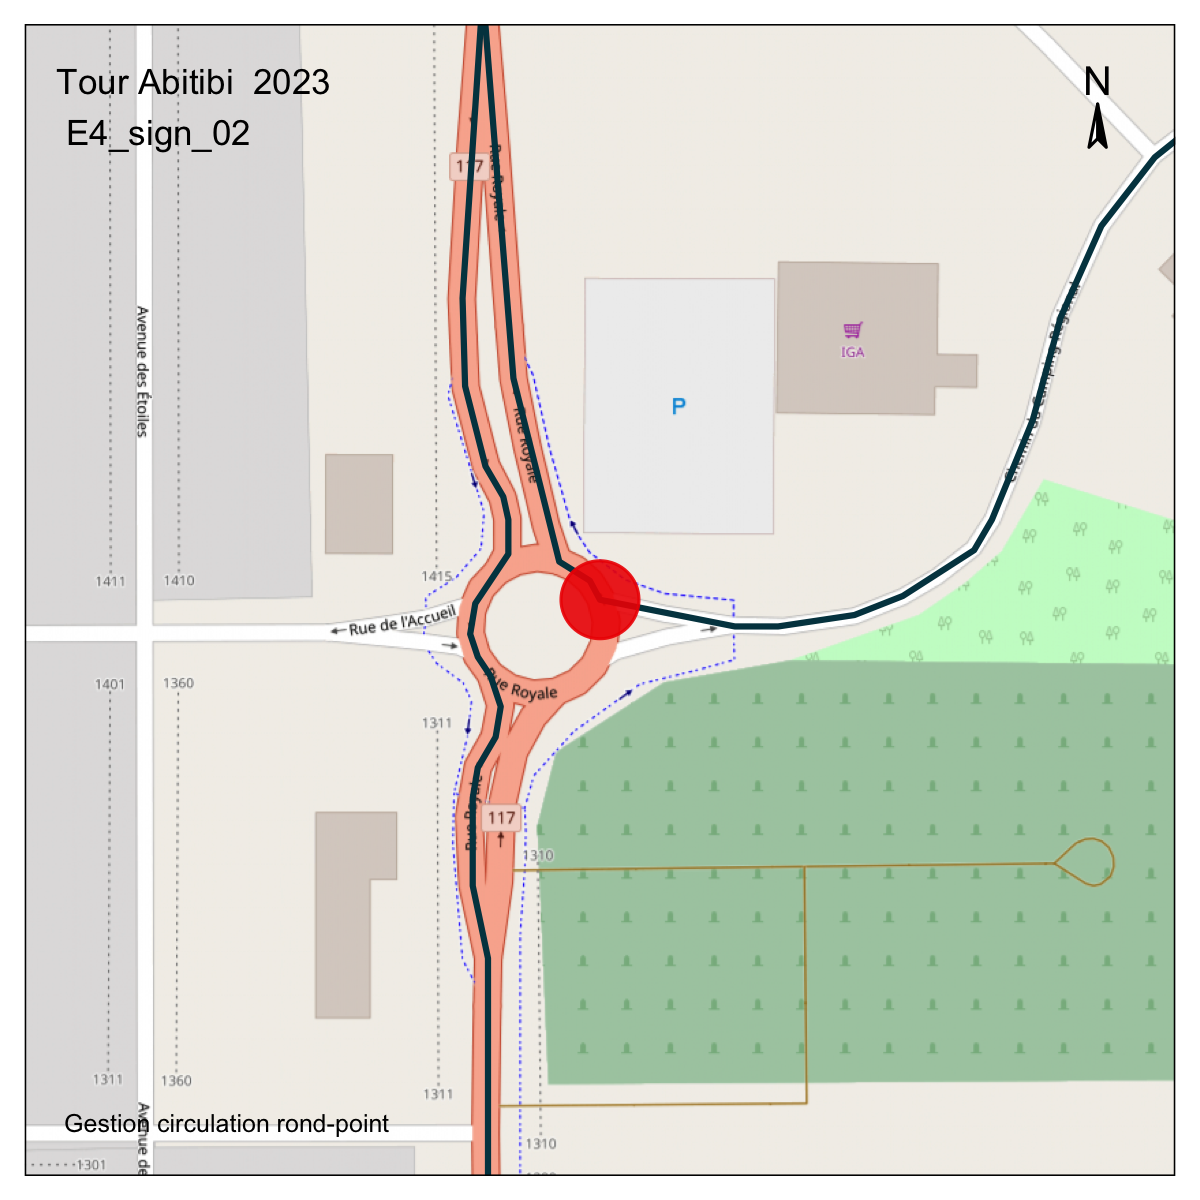 Tour Abitibi  2023
E4_sign_02
N
117
Rue Royale
Avenue des Étoiles
IGA
P
Chemin du Camping Régional
Rue Royale
1411
1410
1415
Rue de l'Accueil
1401
1360
Rue Royale
1311
Rue Royale
117
1310
1311
1360
1311
Gestion circulation rond-point
Avenue de
1310
1301